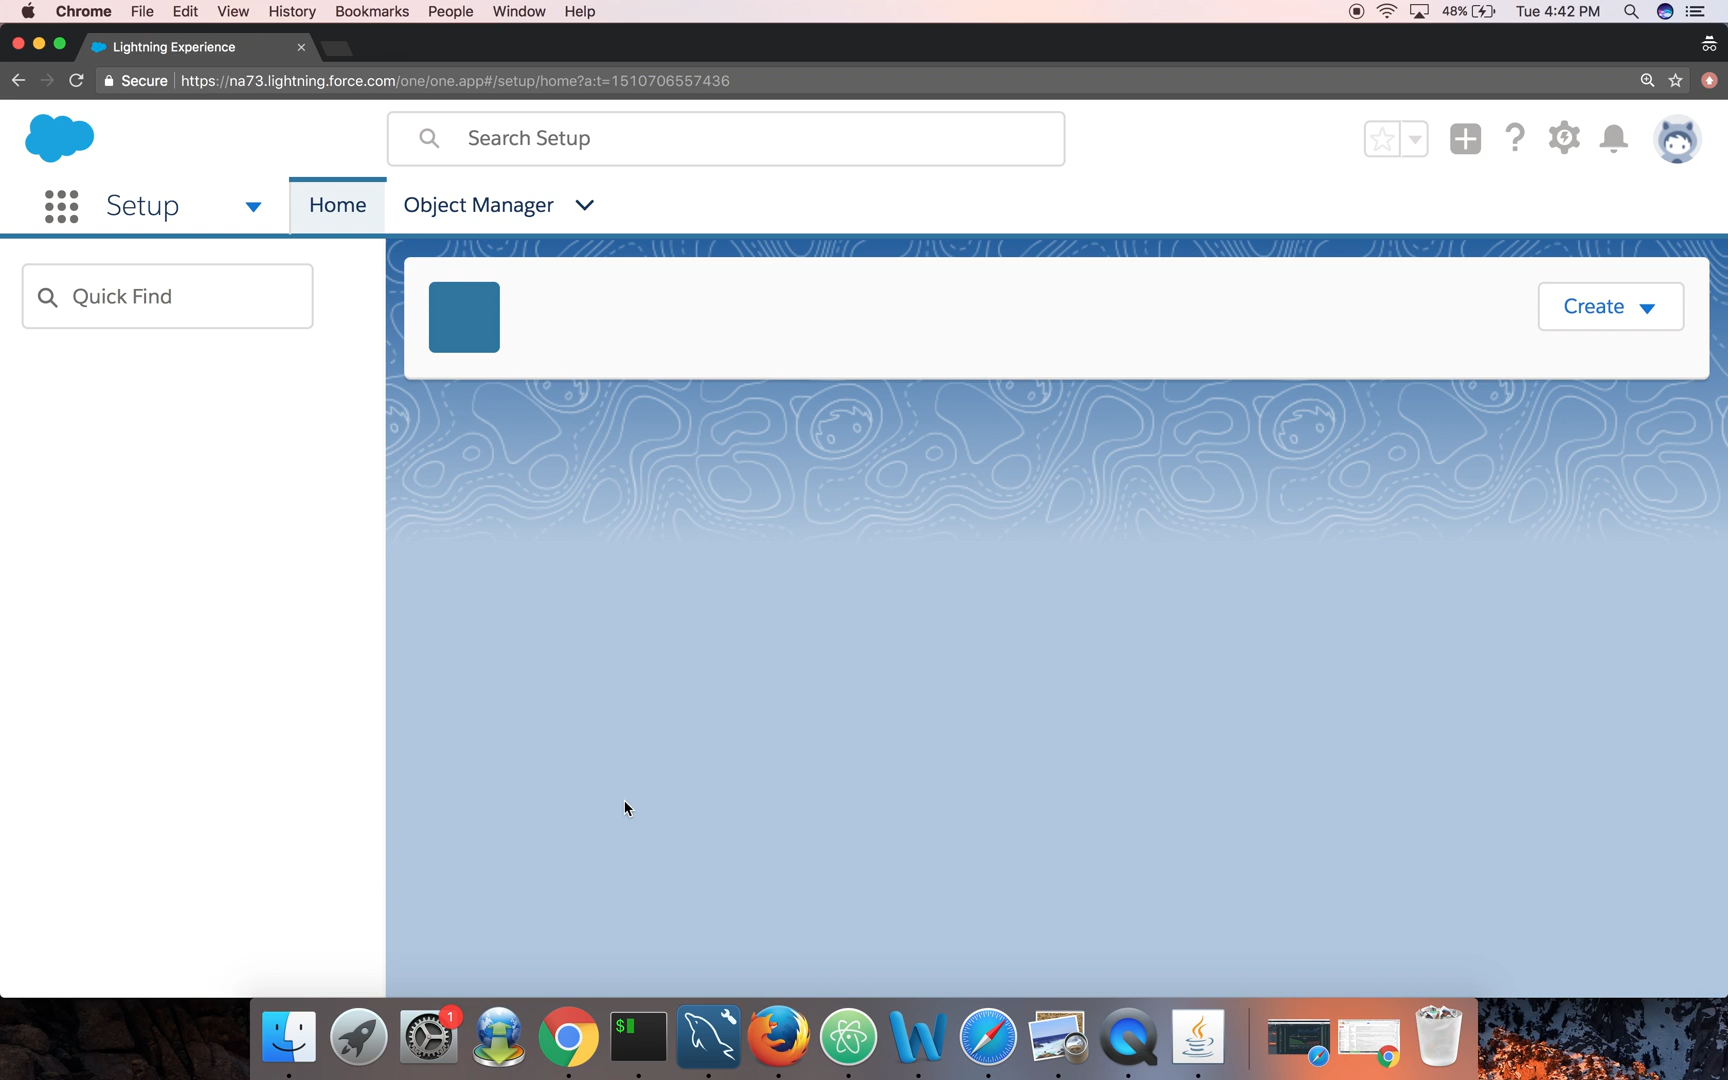 Chrome File Edit View History Bookmarks People Window Help 48% Tue 4:42 PM
Lightning Experience
Secure https://na73.lightning.force.com/one/one.app#/setup/home?a:t=1510706557436
Search Setup
Setup Home Object Manager
Quick Find
Create
1
$